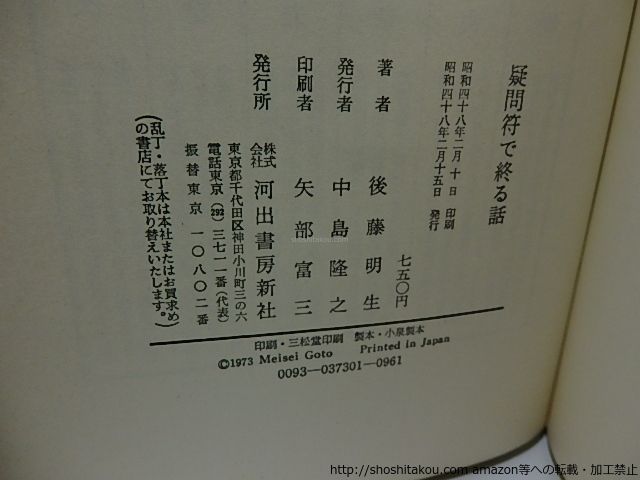 疑問符で終る話
昭和四十八年二月 十日 印刷
昭和四十八年二月十五日 発行
七五〇円
著者 後藤明生
発行者 中島隆之
印刷者 矢部富三
発行所 株式会社 河出書房新社
東京都千代田区神田小川町三の六
電話東京(292)三七一一番(代表)
振替東京 一〇八〇二番
(乱丁・落丁本は本社またはお買求め
の書店にてお取り替えいたします。)
印刷・三松堂印刷 製本・小泉製本
©1973 Meisei Goto Printed in Japan
0093—037301—0961
shoshitakou.com
http://shoshitakou.com amazon等への転載・加工禁止